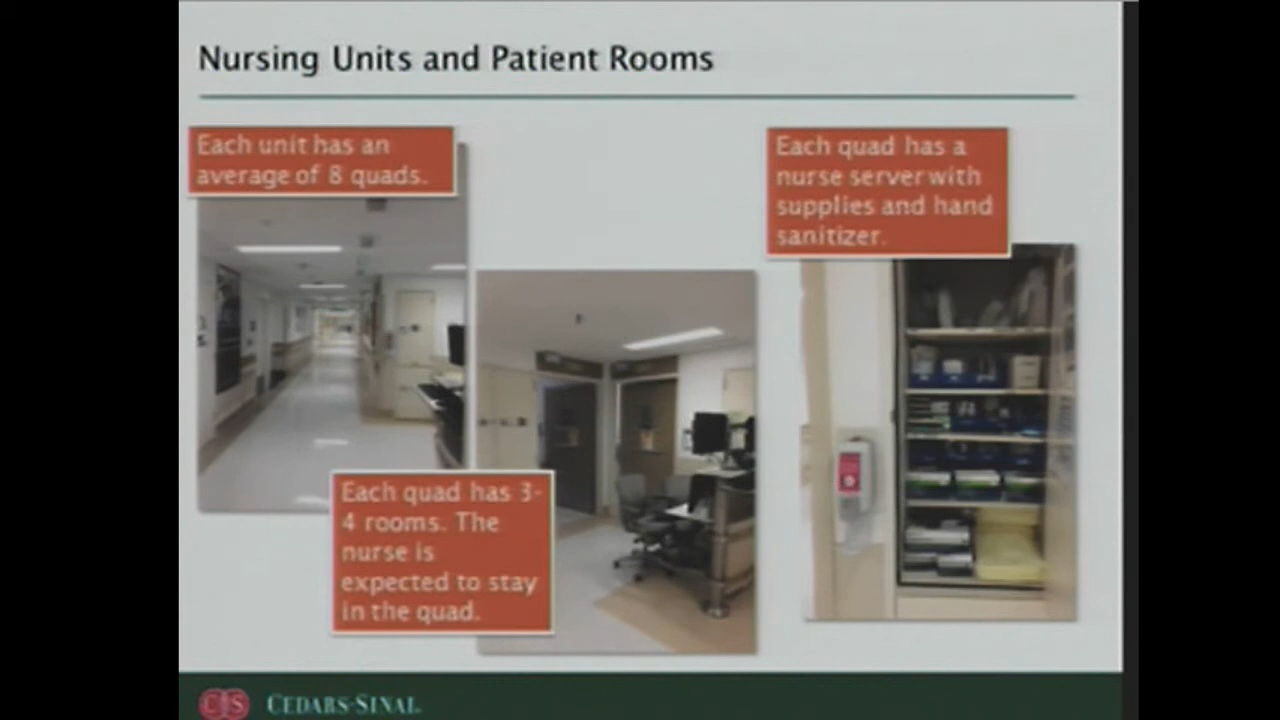 Nursing Units and Patient Rooms
Each unit has an
average of 8 quads.
Each quad has a
nurse server with
supplies and hand
sanitizer.
Each quad has 3-
4 rooms. The
nurse is
expected to stay
in the quad.
CS CEDARS-SINAI